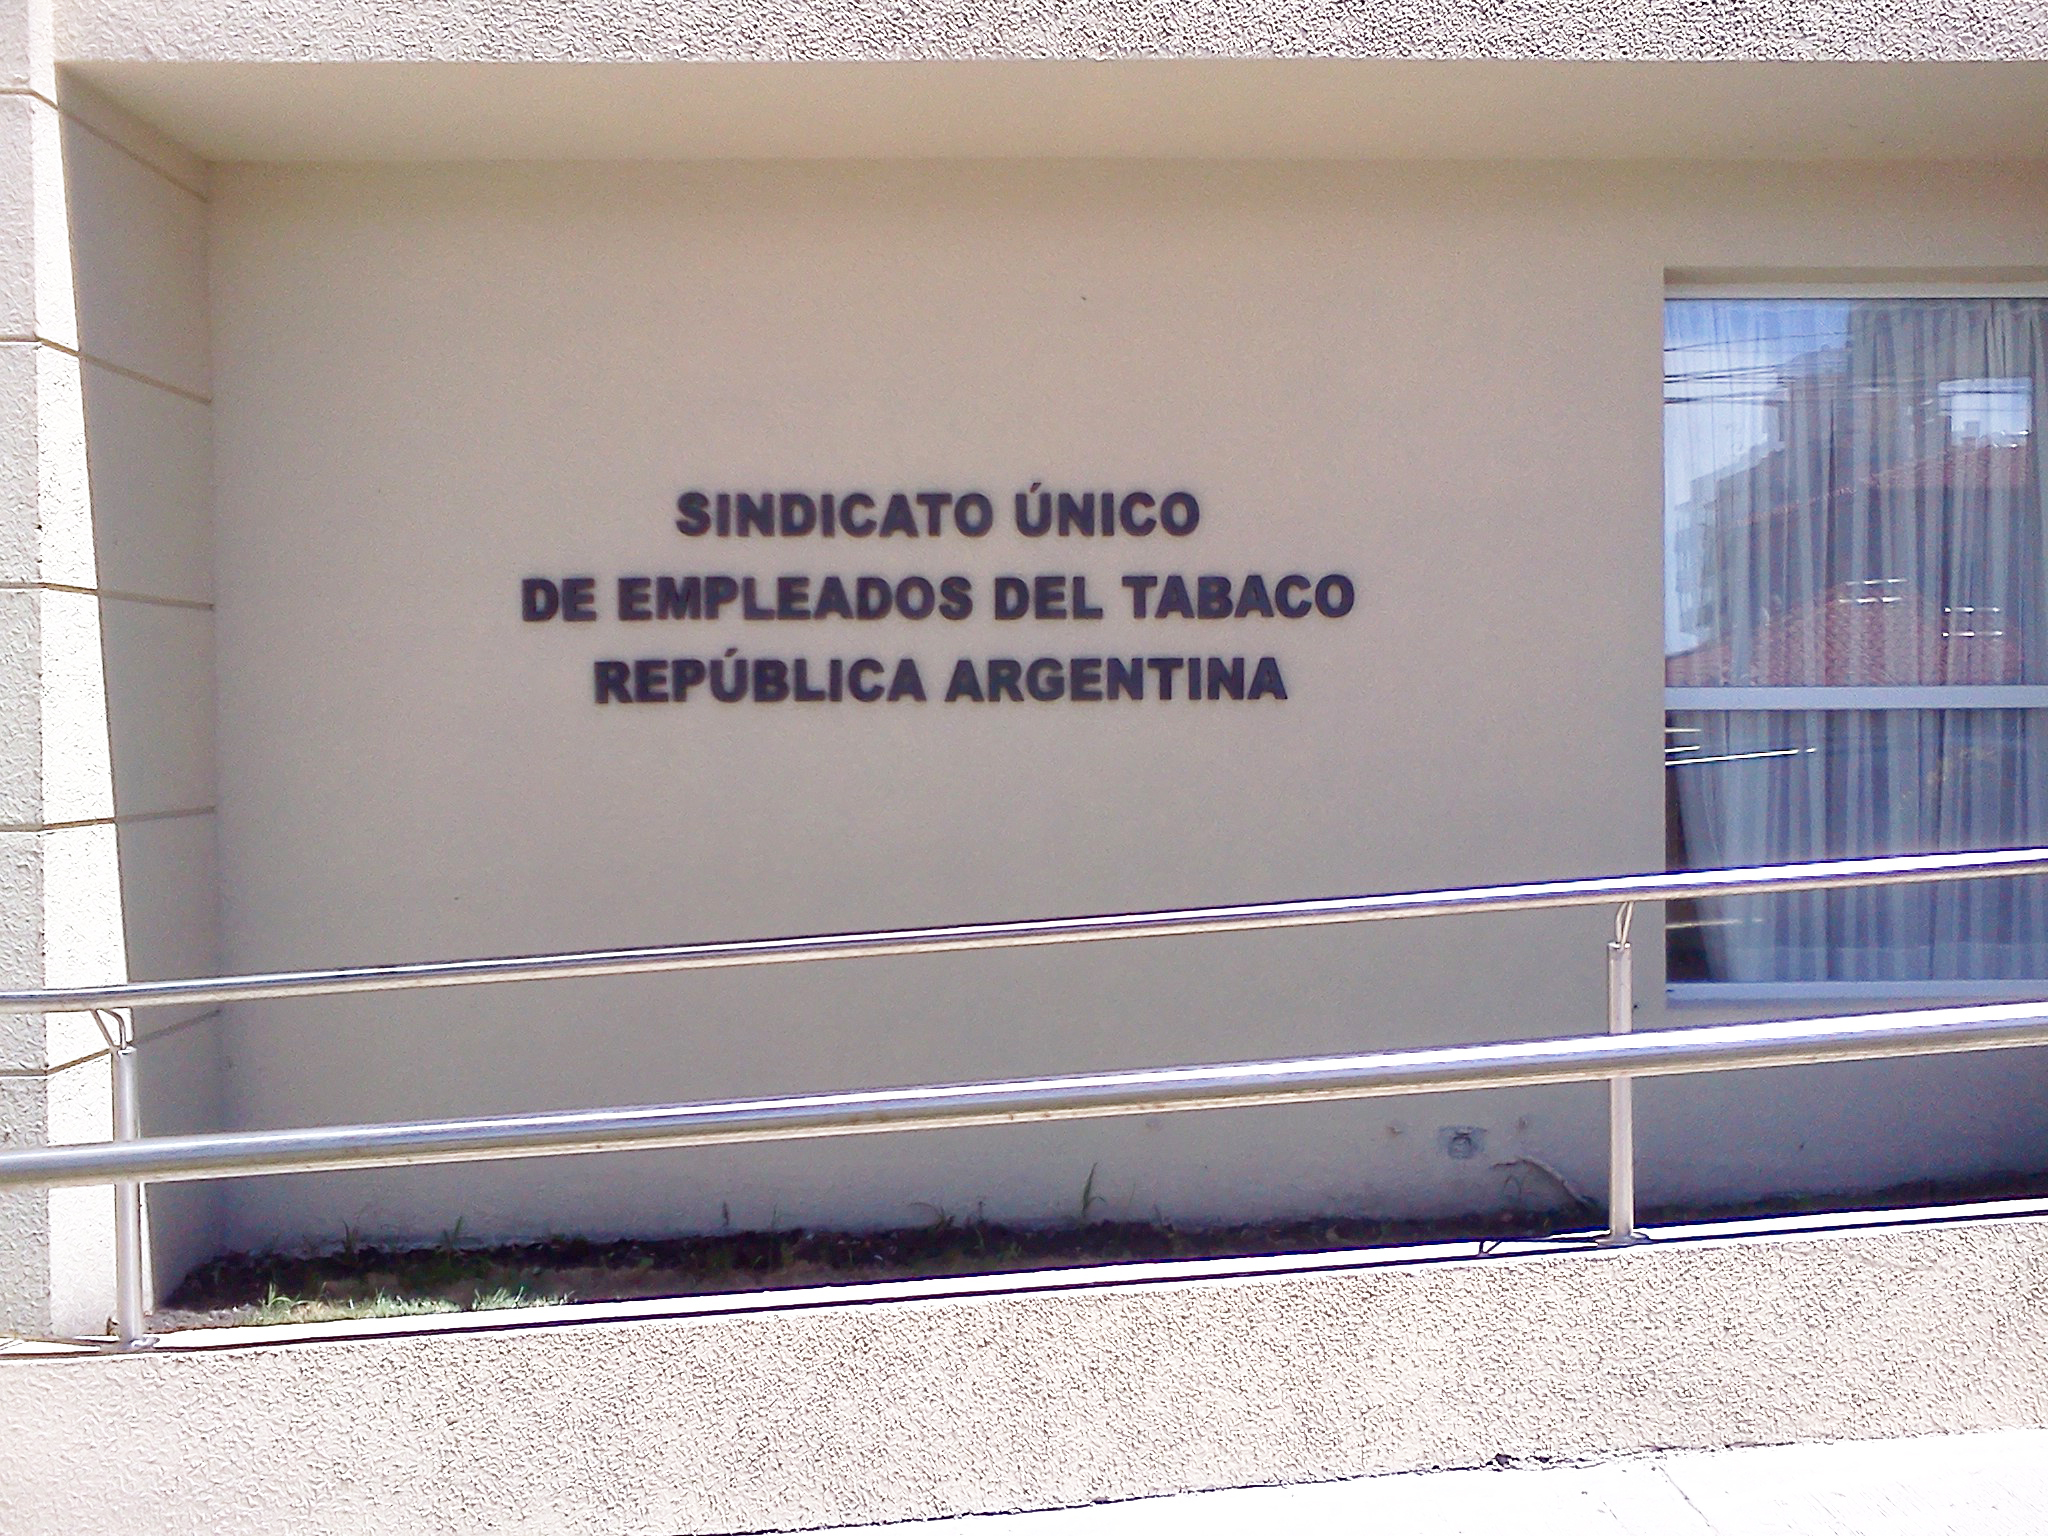 SINDICATO ÚNICO
DE EMPLEADOS DEL TABACO
REPÚBLICA ARGENTINA